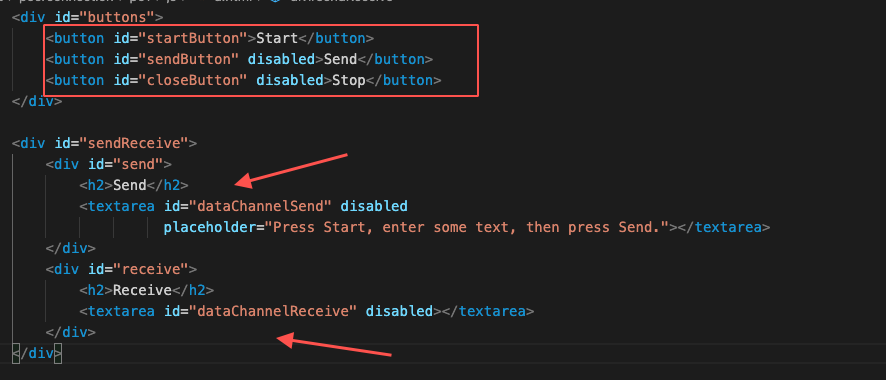 <div id="buttons">
<button id="startButton">Start</button>
<button id="sendButton" disabled>Send</button>
<button id="closeButton" disabled>Stop</button>
</div>
<div id="sendReceive">
<div id="send">
<h2>Send</h2>
<textarea id="dataChannelSend" disabled
placeholder="Press Start, enter some text, then press Send."></textarea>
</div>
<div id="receive">
<h2>Receive</h2>
<textarea id="dataChannelReceive" disabled></textarea>
</div>
</div>